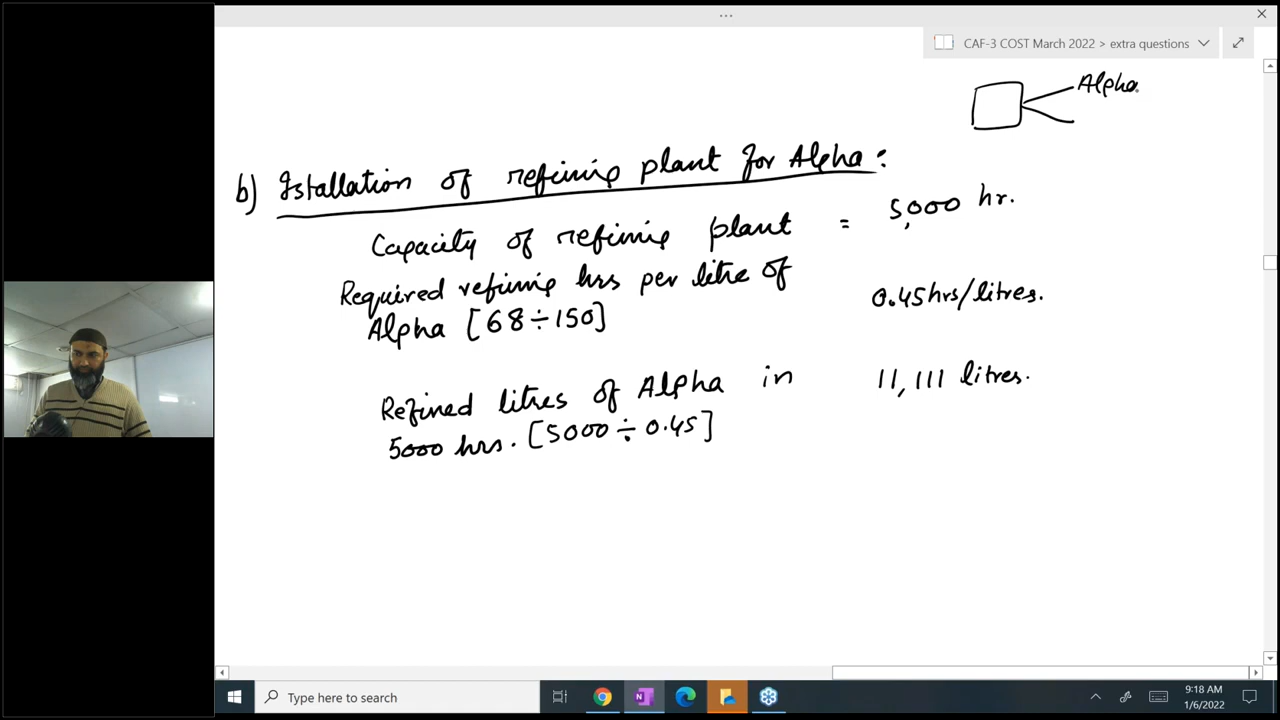 CAF-3 COST March 2022 > extra questions
Alpha
b) Istallation of refining plant for Alpha :
Capacity of refining plant = 5,000 hr.
Required refining hrs per litre of
Alpha [68÷150] 0.45hrs/litres.
Refined litres of Alpha in 11,111 litres.
5000 hrs. [5000 ÷ 0.45]
Type here to search
9:18 AM
1/6/2022